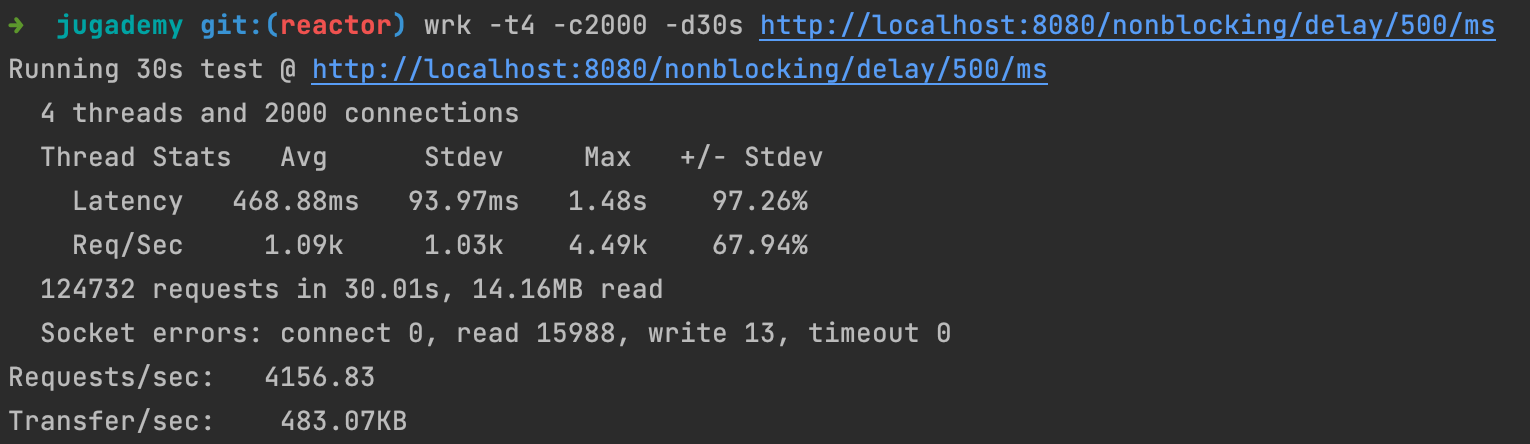 ➜  jugademy git:(reactor) wrk -t4 -c2000 -d30s http://localhost:8080/nonblocking/delay/500/ms
Running 30s test @ http://localhost:8080/nonblocking/delay/500/ms
  4 threads and 2000 connections
  Thread Stats   Avg      Stdev     Max   +/- Stdev
    Latency   468.88ms   93.97ms   1.48s    97.26%
    Req/Sec     1.09k     1.03k    4.49k    67.94%
  124732 requests in 30.01s, 14.16MB read
  Socket errors: connect 0, read 15988, write 13, timeout 0
Requests/sec:   4156.83
Transfer/sec:    483.07KB